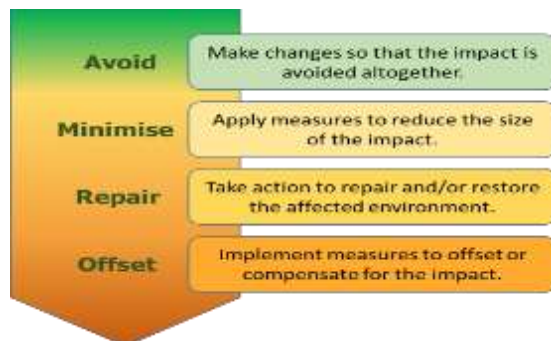 Avoid
Make changes so that the impact is
avoided altogether.
Minimise
Apply measures to reduce the size
of the impact.
Repair
Take action to repair and/or restore
the affected environment.
Offset
Implement measures to offset or
compensate for the impact.